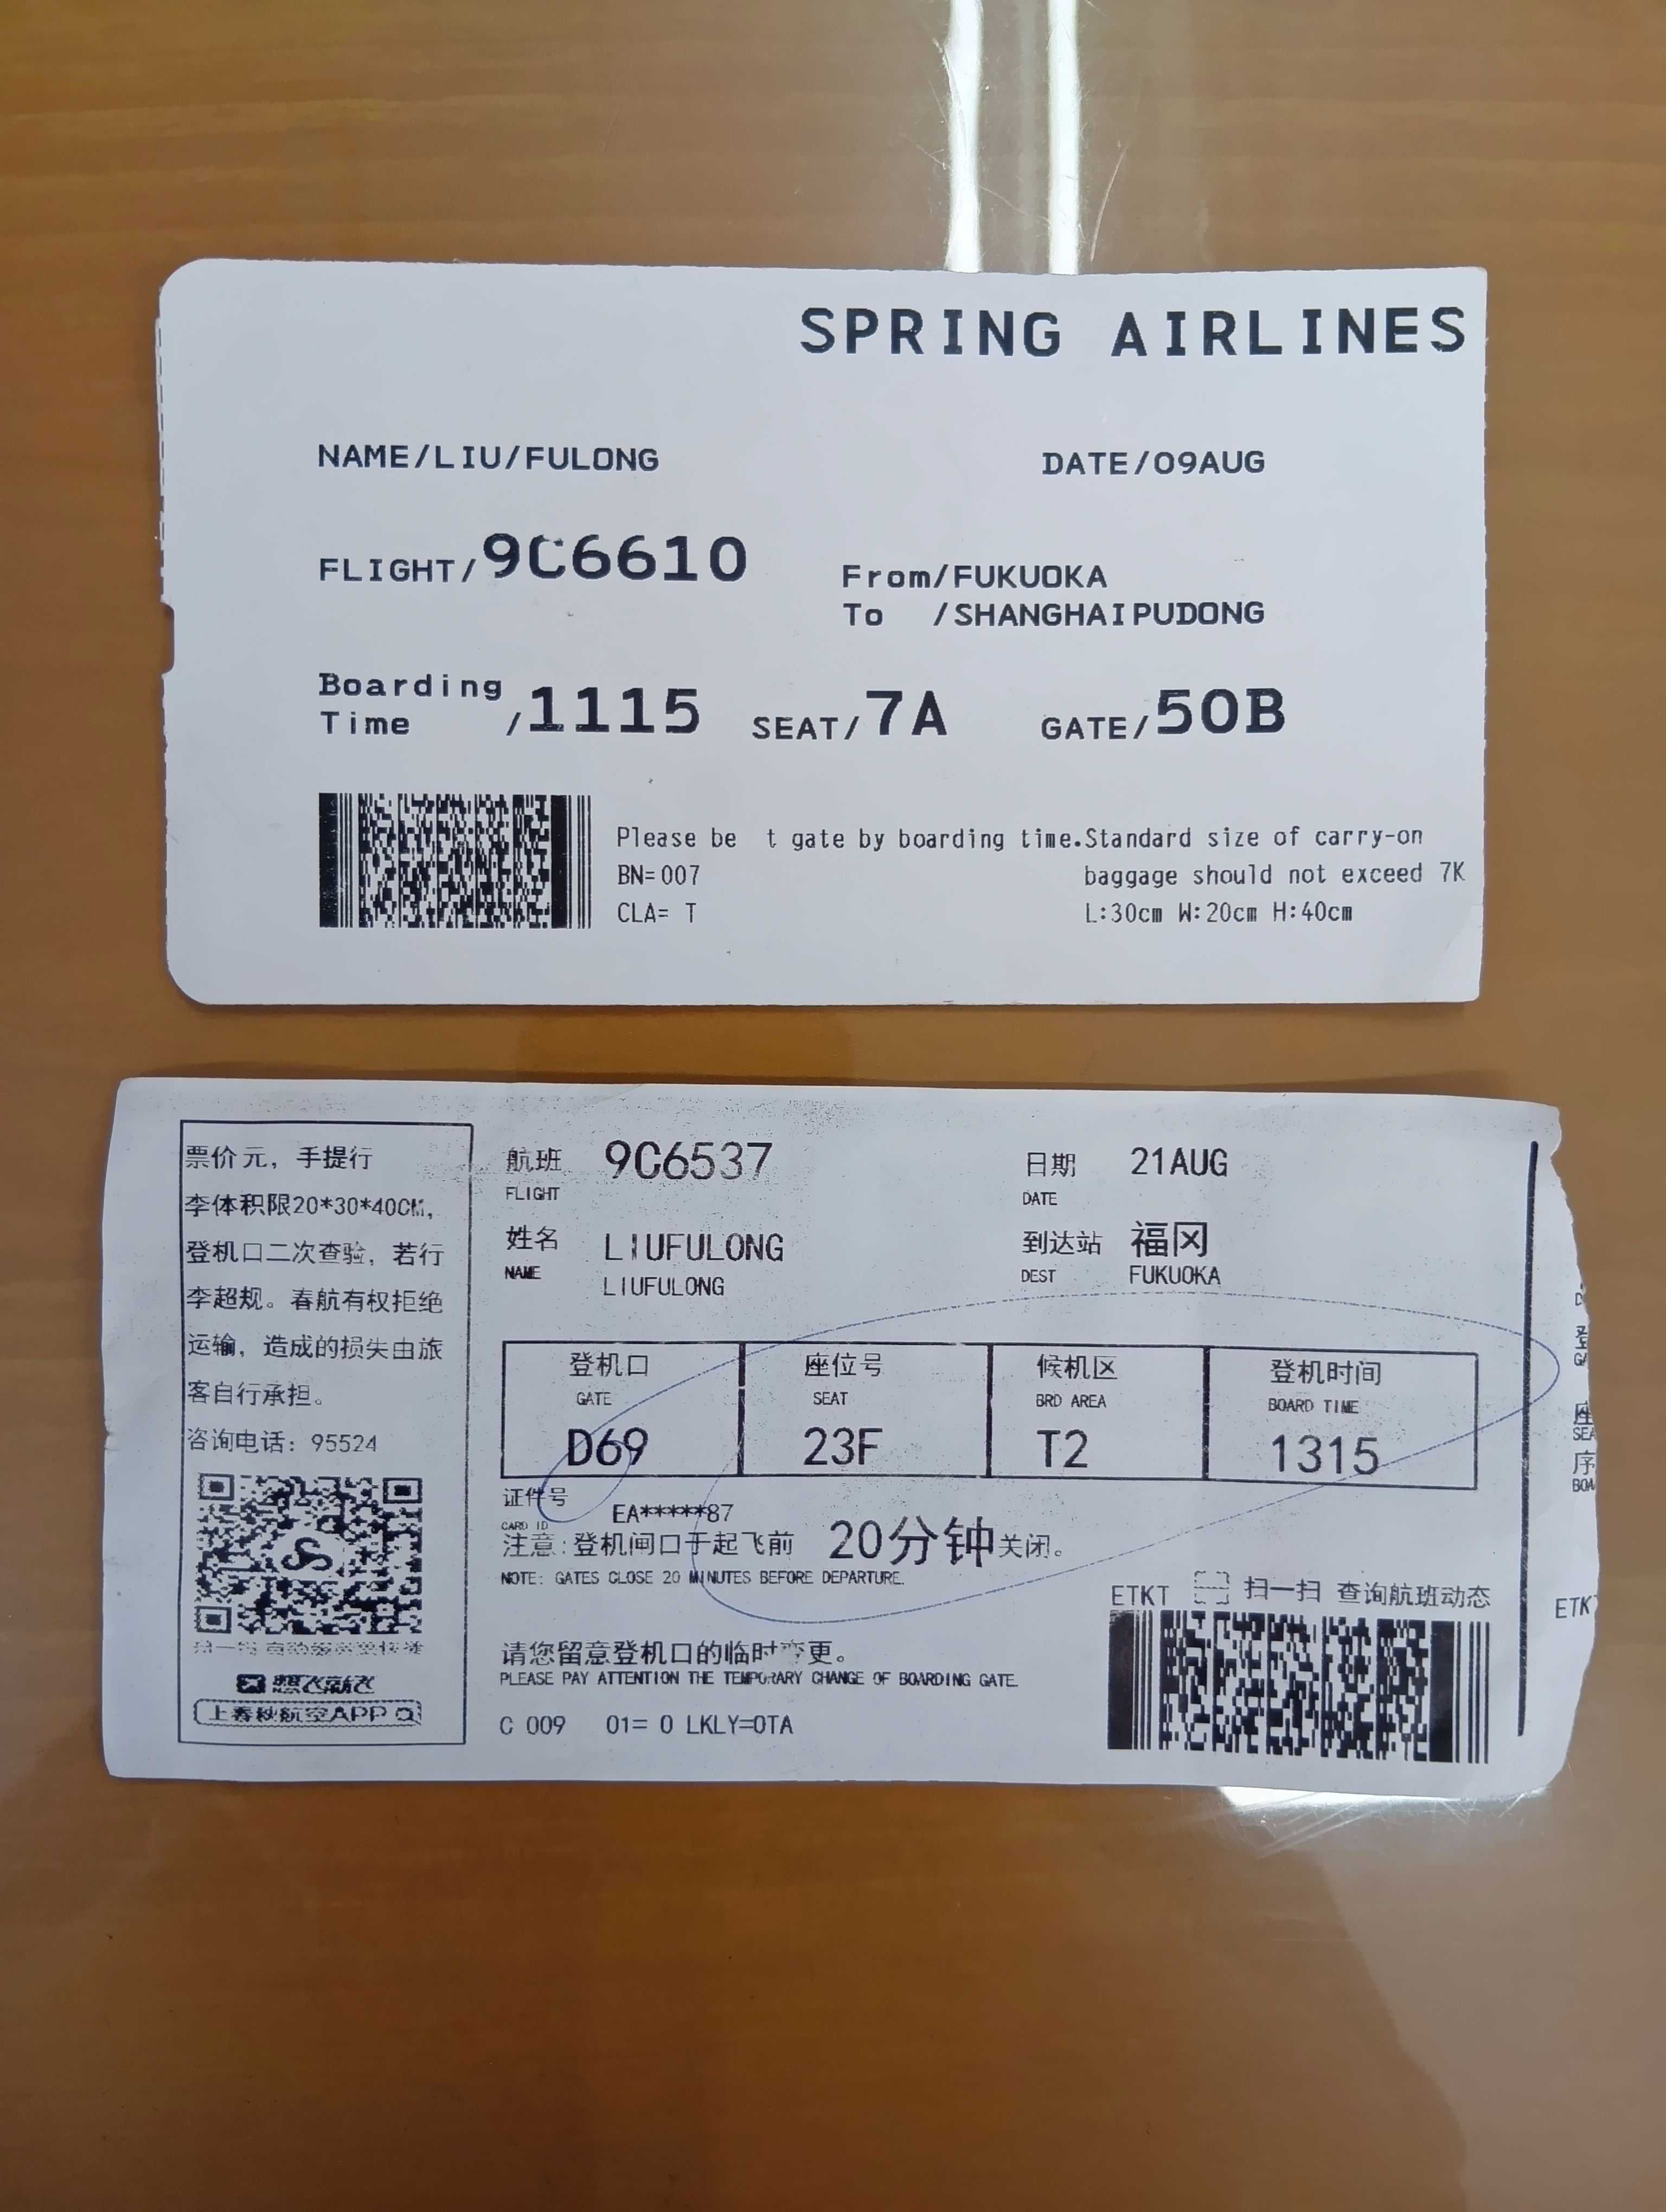 SPRING AIRLINES
NAME/LIU/FULONG DATE/09AUG
FLIGHT/9C6610 From/FUKUOKA
To /SHANGHAIPUDONG
Boarding Time /1115 SEAT/7A GATE/50B
Please be t gate by boarding time.Standard size of carry-on
BN=007 baggage should not exceed 7K
CLA= T L:30cm W:20cm H:40cm
票价元，手提行
李体积限20*30*40CM,
登机口二次查验，若行
李超规。春航有权拒绝
运输，造成的损失由旅
客自行承担。
咨询电话：95524
上春秋航空APP
航班 9C6537 日期 21AUG
FLIGHT DATE
姓名 LIUFULONG 到达站 福冈
NAME LIUFULONG DEST FUKUOKA
登机口 座位号 候机区 登机时间
GATE SEAT BRD AREA BOARD TIME
D69 23F T2 1315
证件号 EA*****87
CARD ID
注意:登机闸口于起飞前 20分钟关闭。
NOTE: GATES CLOSE 20 MINUTES BEFORE DEPARTURE.
ETKT 扫一扫 查询航班动态
请您留意登机口的临时变更。
PLEASE PAY ATTENTION THE TEMPORARY CHANGE OF BOARDING GATE.
C 009 01= 0 LKLY=OTA
D
登
GA
座
SEA
序
BOA
ETK